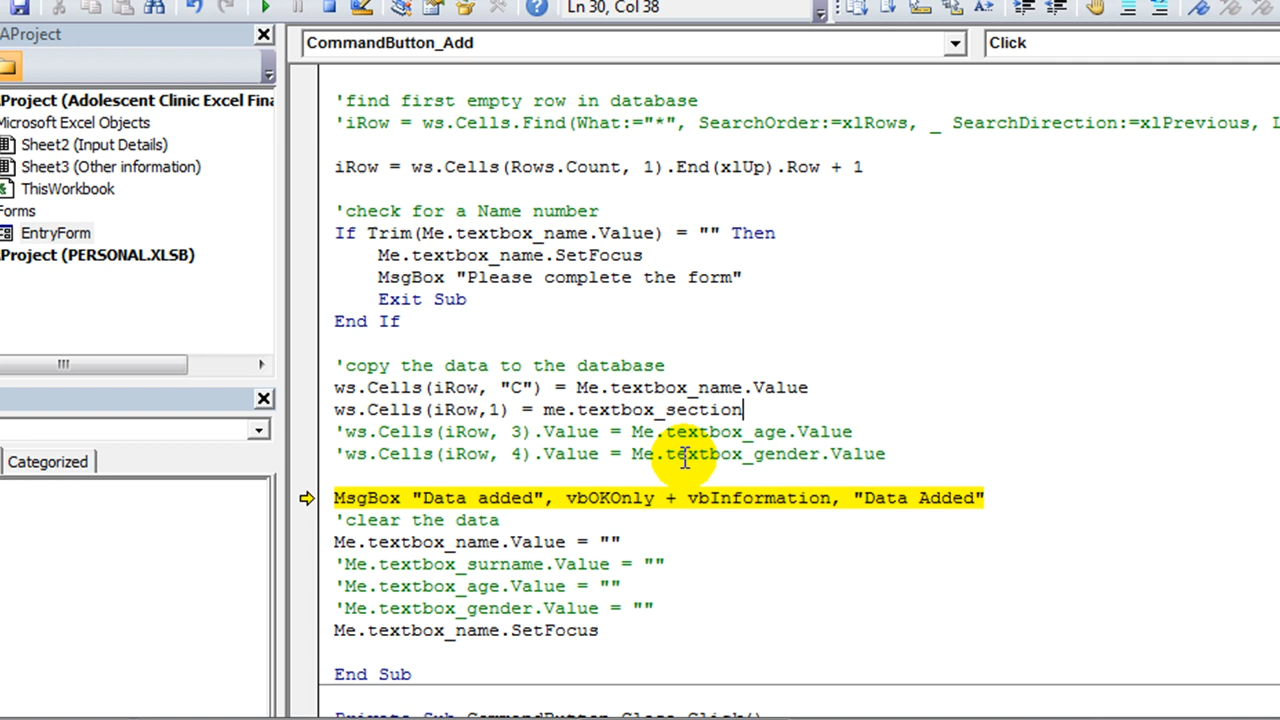 Ln 30, Col 38
AProject
CommandButton_Add
Click
Project (Adolescent Clinic Excel Fina
Microsoft Excel Objects
Sheet2 (Input Details)
Sheet3 (Other information)
ThisWorkbook
Forms
EntryForm
Project (PERSONAL.XLSB)
Categorized
'find first empty row in database
'iRow = ws.Cells.Find(What:="*", SearchOrder:=xlRows, _ SearchDirection:=xlPrevious, L
iRow = ws.Cells(Rows.Count, 1).End(xlUp).Row + 1
'check for a Name number
If Trim(Me.textbox_name.Value) = "" Then
Me.textbox_name.SetFocus
MsgBox "Please complete the form"
Exit Sub
End If
'copy the data to the database
ws.Cells(iRow, "C") = Me.textbox_name.Value
ws.Cells(iRow,1) = me.textbox_section
'ws.Cells(iRow, 3).Value = Me.textbox_age.Value
'ws.Cells(iRow, 4).Value = Me.textbox_gender.Value
MsgBox "Data added", vbOKOnly + vbInformation, "Data Added"
'clear the data
Me.textbox_name.Value = ""
'Me.textbox_surname.Value = ""
'Me.textbox_age.Value = ""
'Me.textbox_gender.Value = ""
Me.textbox_name.SetFocus
End Sub
Private Sub CommandButton_Close_Click()